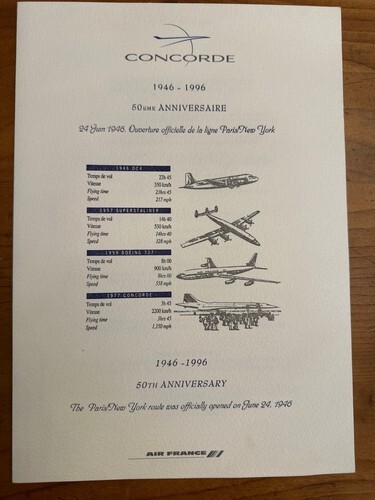 CONCORDE
1946 - 1996
50EME ANNIVERSAIRE
24 Juin 1946. Ouverture officielle de la ligne Paris/New York
1946 DC4
Temps de vol 23h 45
Vitesse 350 km/h
Flying time 23hrs 45
Speed 217 mph
1957 SUPERSTALINER
Temps de vol 14h 40
Vitesse 530 km/h
Flying time 14hrs 40
Speed 328 mph
1959 BOEING 707
Temps de vol 8h 00
Vitesse 900 km/h
Flying time 8hrs 00
Speed 558 mph
1977 CONCORDE
Temps de vol 3h 45
Vitesse 2200 km/h
Flying time 3hrs 45
Speed 1,350 mph
1946 -1996
50TH ANNIVERSARY
The Paris/New York route was officially opened on June 24, 1946
AIR FRANCE